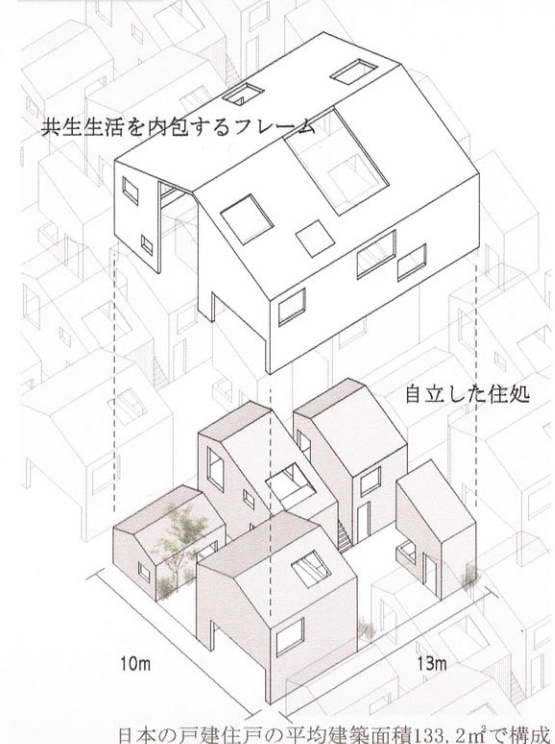 共生生活を内包するフレーム
自立した住処
10m
13m
日本の戸建住戸の平均建築面積133.2㎡で構成